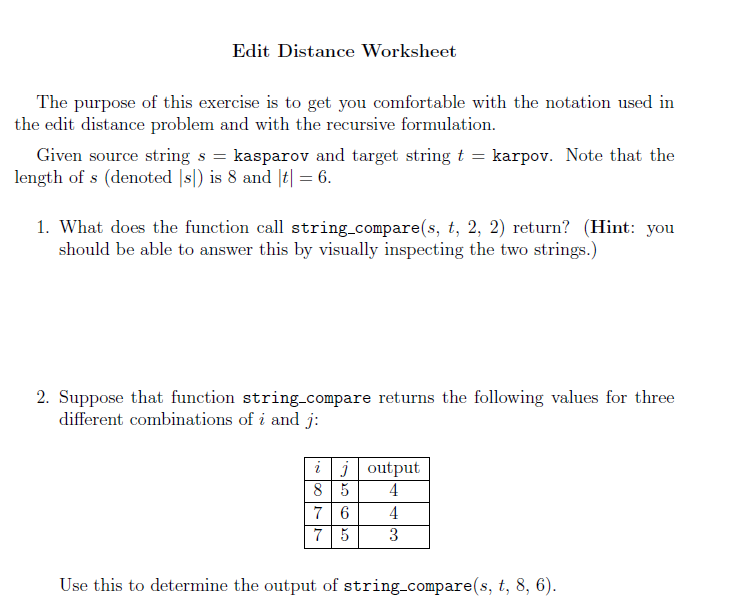 Edit Distance Worksheet
The purpose of this exercise is to get you comfortable with the notation used in
the edit distance problem and with the recursive formulation.
Given source string s = kasparov and target string t = karpov. Note that the
length of s (denoted |s|) is 8 and |t| = 6.
1. What does the function call string_compare(s, t, 2, 2) return? (Hint: you
should be able to answer this by visually inspecting the two strings.)
2. Suppose that function string_compare returns the following values for three
different combinations of i and j:
i j output
8 5 4
7 6 4
7 5 3
Use this to determine the output of string_compare(s, t, 8, 6).